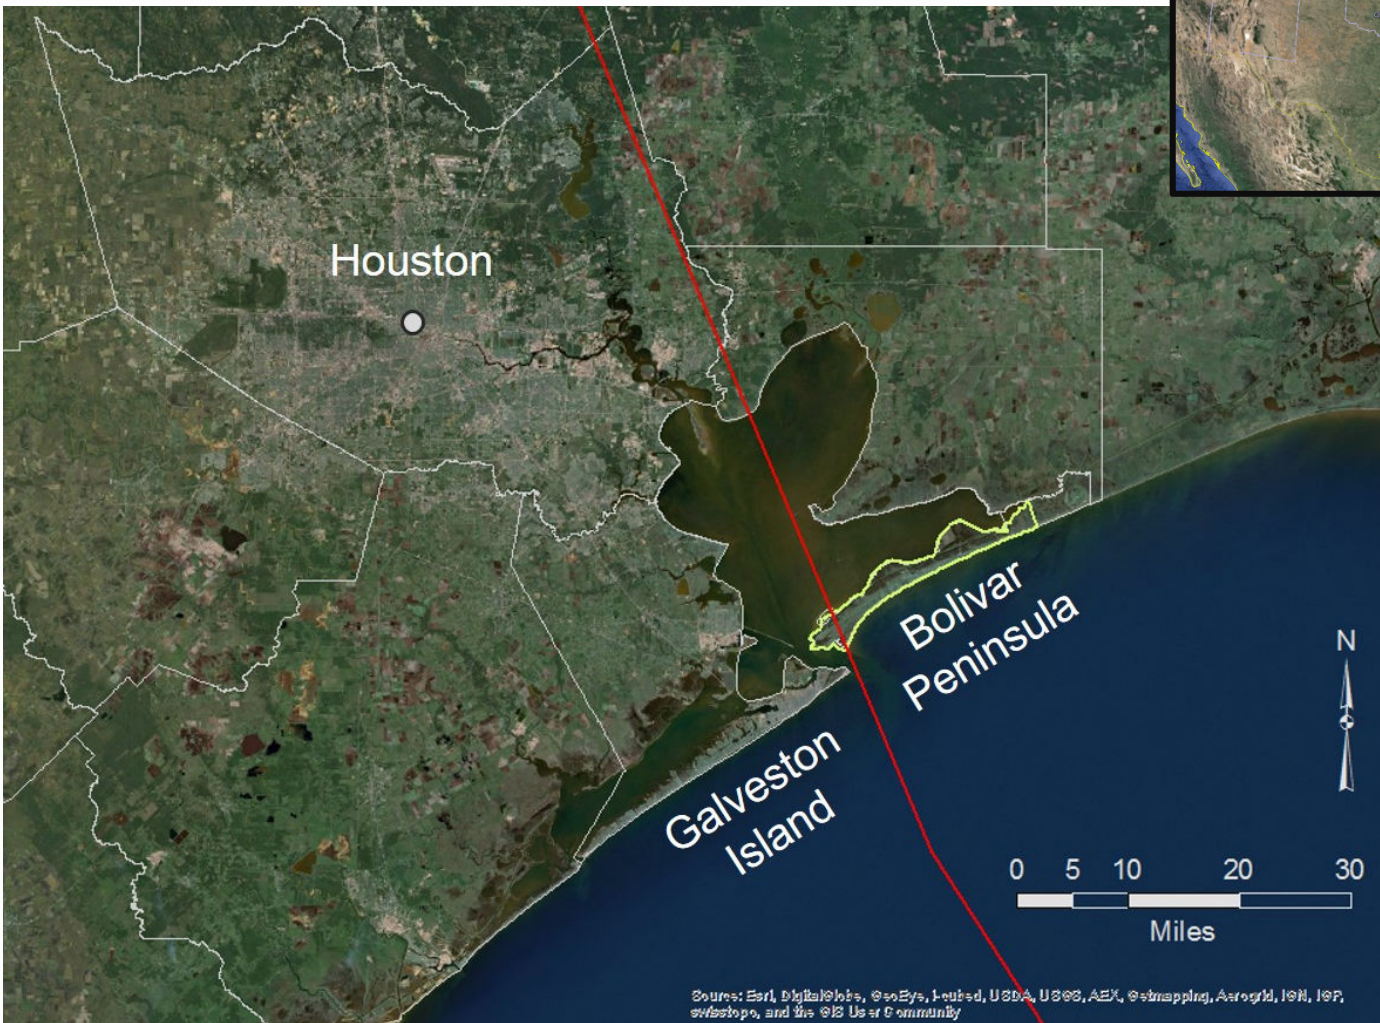 Houston
Bolivar
Peninsula
Galveston
Island
N
0 5 10 20 30
Miles
Source: Esri, DigitalGlobe, GeoEye, i-cubed, USDA, USGS, AEX, Getmapping, Aerogrid, IGN, IGP,
swisstopo, and the GIS User Community